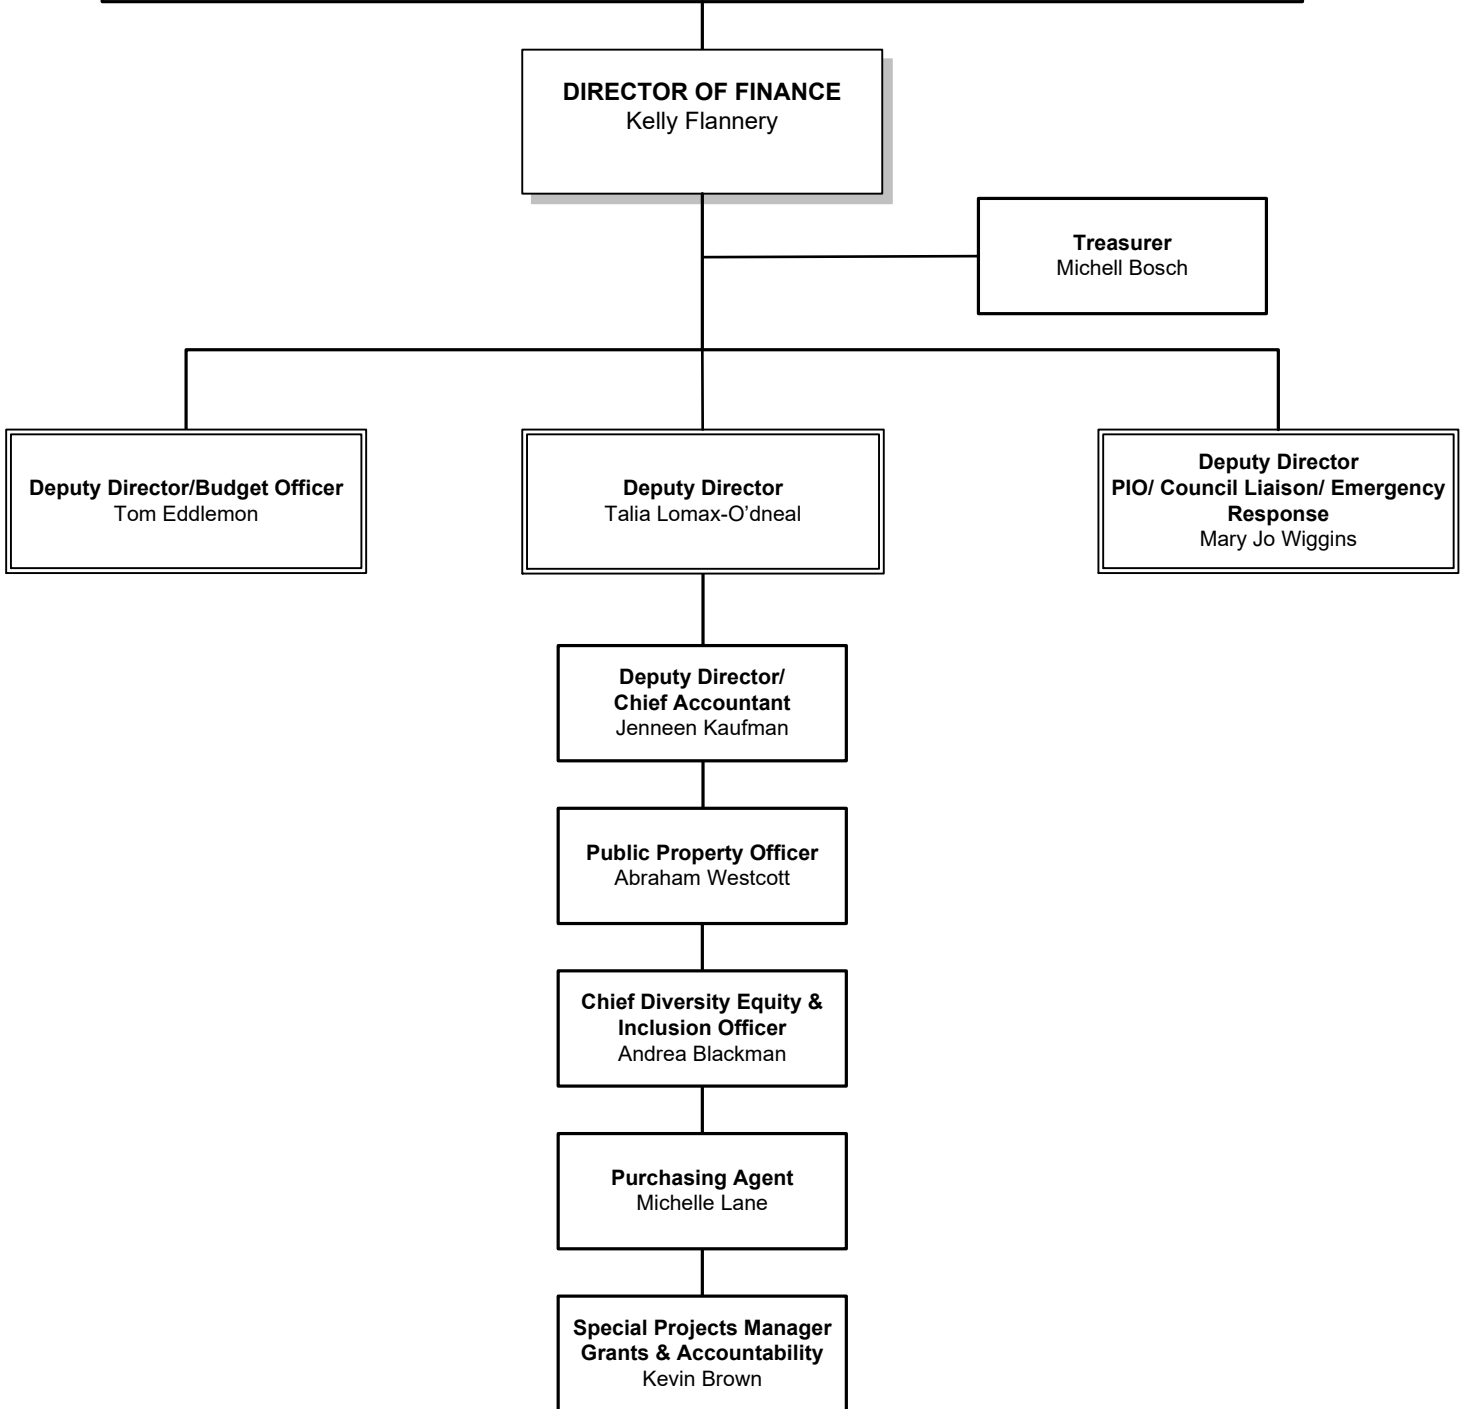 DIRECTOR OF FINANCE
Kelly Flannery
Treasurer
Michell Bosch
Deputy Director/Budget Officer
Tom Eddlemon
Deputy Director
Talia Lomax-O’dneal
Deputy Director
PIO/ Council Liaison/ Emergency
Response
Mary Jo Wiggins
Deputy Director/
Chief Accountant
Jenneen Kaufman
Public Property Officer
Abraham Westcott
Chief Diversity Equity &
Inclusion Officer
Andrea Blackman
Purchasing Agent
Michelle Lane
Special Projects Manager
Grants & Accountability
Kevin Brown